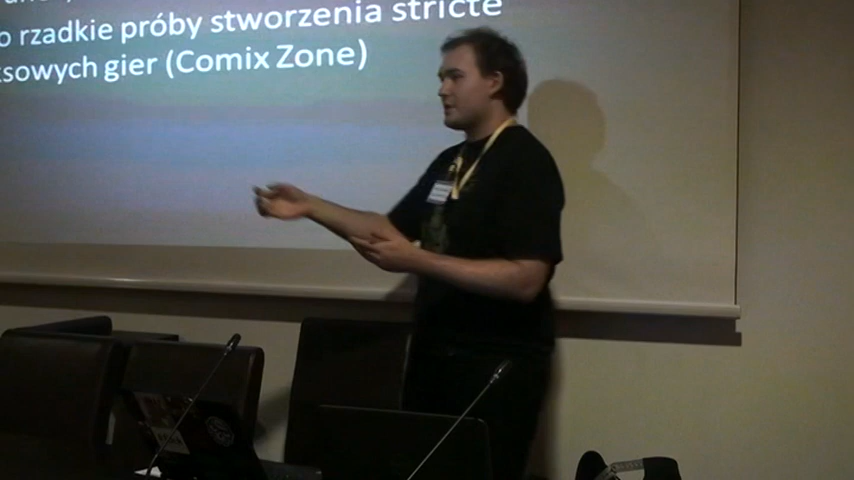 o rzadkie próby stworzenia stricte
sowych gier (Comix Zone)